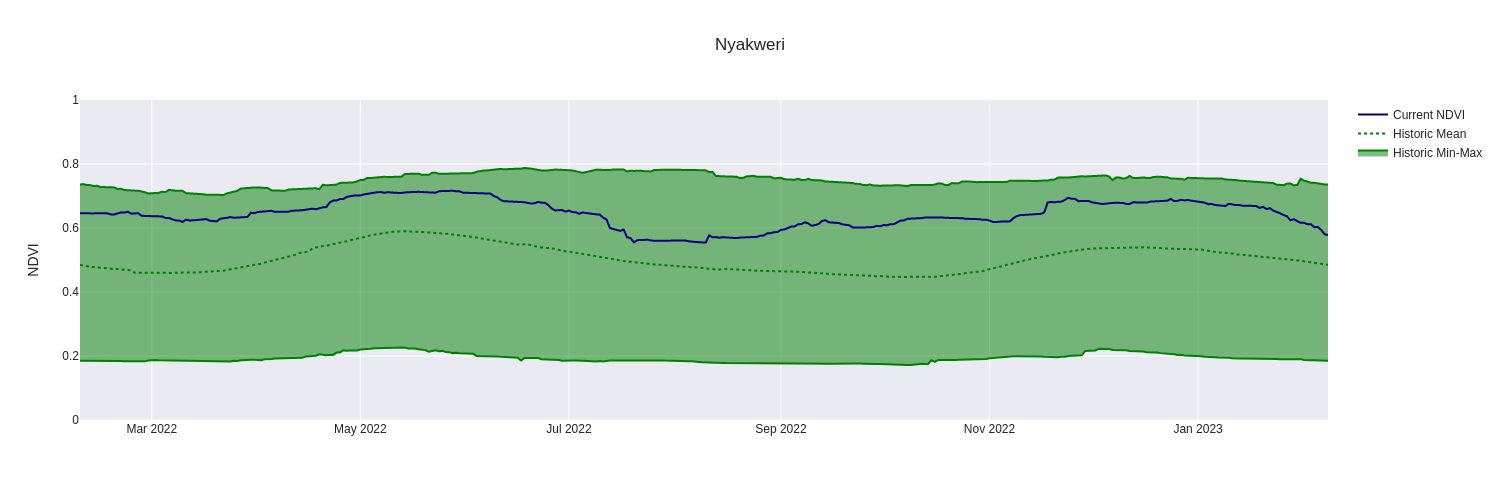 Nyakweri
NDVI
1
0.8
0.6
0.4
0.2
0
Mar 2022
May 2022
Jul 2022
Sep 2022
Nov 2022
Jan 2023
Current NDVI
Historic Mean
Historic Min-Max